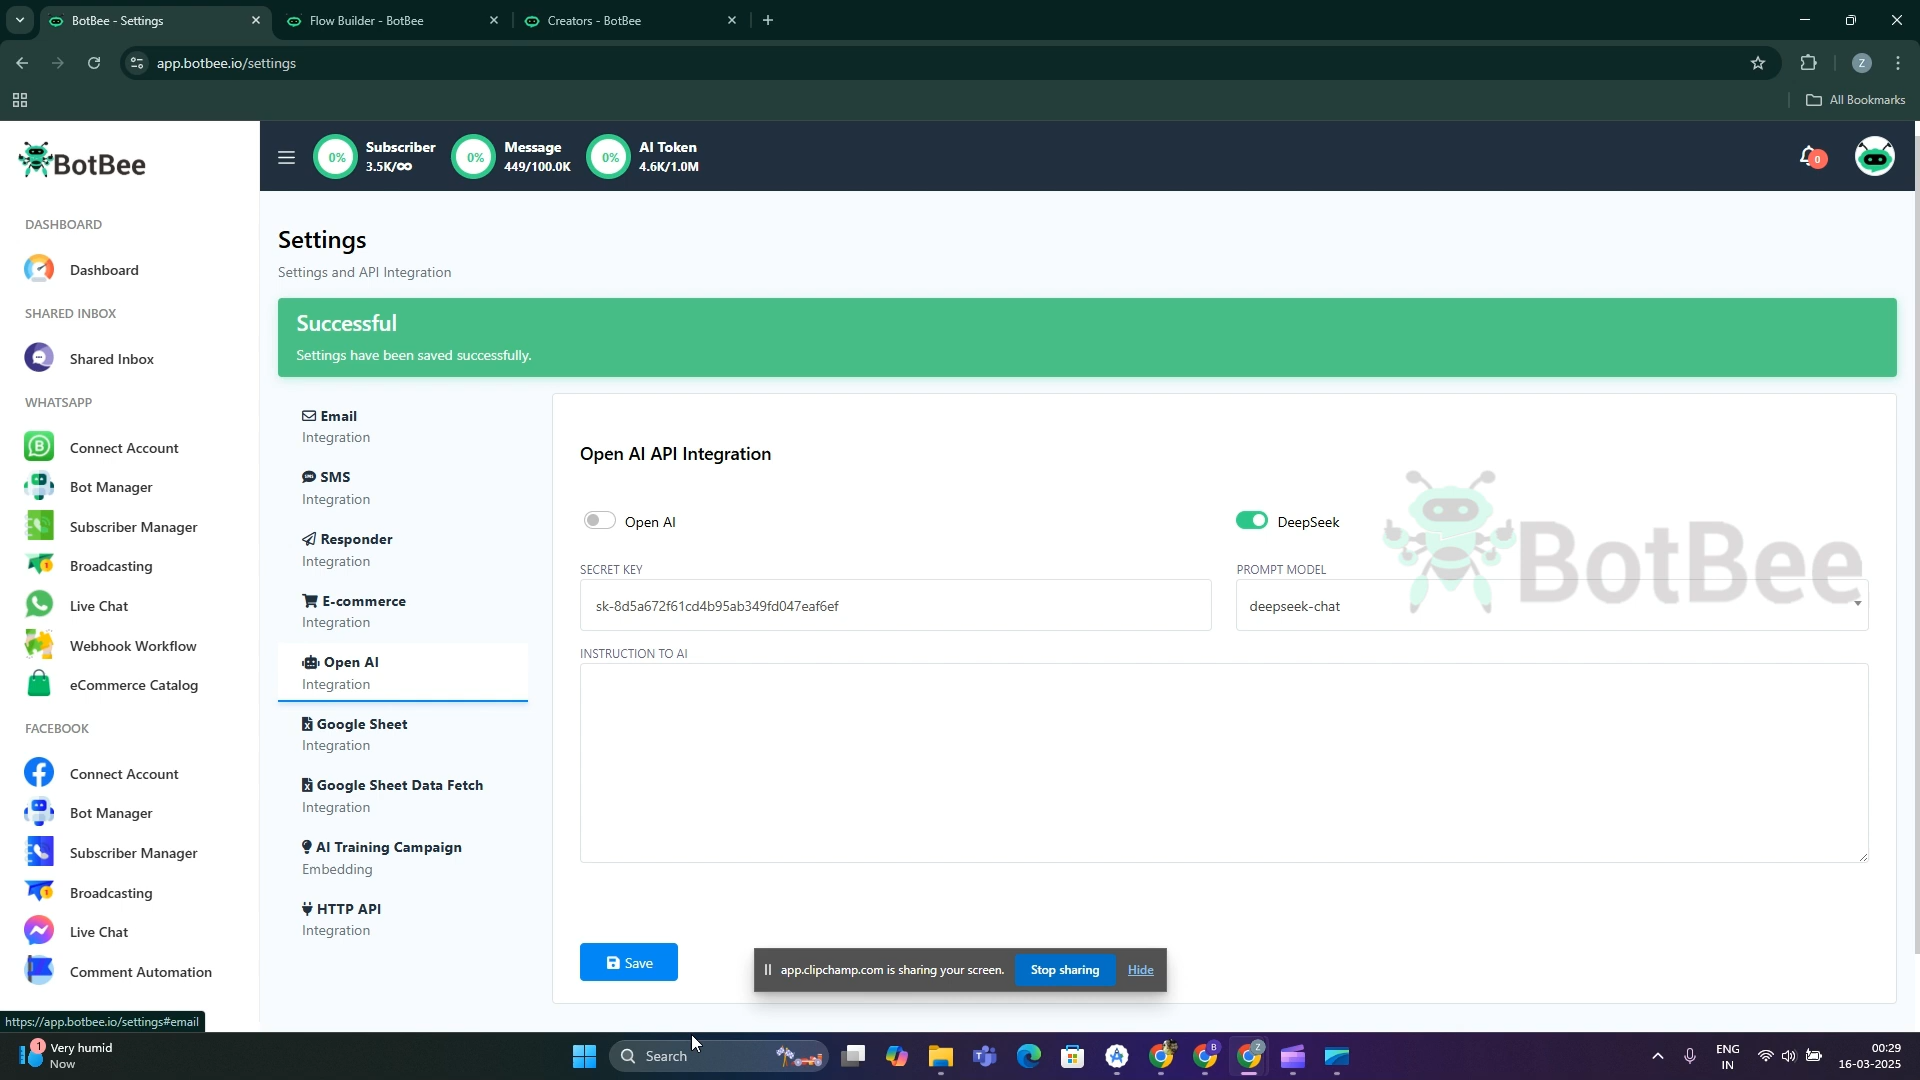 BotBee - Settings
Flow Builder - BotBee
Creators - BotBee
app.botbee.io/settings
Z
All Bookmarks
BotBee
0%
Subscriber
3.5K/∞
0%
Message
449/100.0K
0%
AI Token
4.6K/1.0M
0
DASHBOARD
Dashboard
SHARED INBOX
Shared Inbox
WHATSAPP
Connect Account
Bot Manager
Subscriber Manager
Broadcasting
Live Chat
Webhook Workflow
eCommerce Catalog
FACEBOOK
Connect Account
Bot Manager
Subscriber Manager
Broadcasting
Live Chat
Comment Automation
https://app.botbee.io/settings#email
Settings
Settings and API Integration
Successful
Settings have been saved successfully.
Email
Integration
SMS
Integration
Responder
Integration
E-commerce
Integration
Open AI
Integration
Google Sheet
Integration
Google Sheet Data Fetch
Integration
AI Training Campaign
Embedding
HTTP API
Integration
Open AI API Integration
Open AI
DeepSeek
SECRET KEY
PROMPT MODEL
sk-8d5a672f61cd4b95ab349fd047eaf6ef
deepseek-chat
BotBee
INSTRUCTION TO AI
Save
app.clipchamp.com is sharing your screen.
Stop sharing
Hide
1
Very humid
Now
Search
B
Z
ENG
IN
00:29
16-03-2025